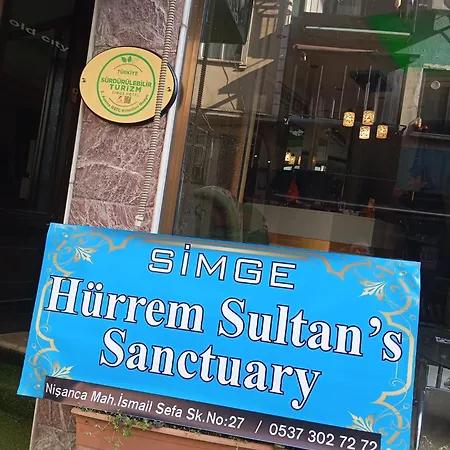 old city
TÜRKİYE
SÜRDÜRÜLEBİLİR
TURİZM
SİMGE
Hürrem Sultan's
Sanctuary
Nişanca Mah.İsmail Sefa Sk.No:27 / 0537 302 72 72